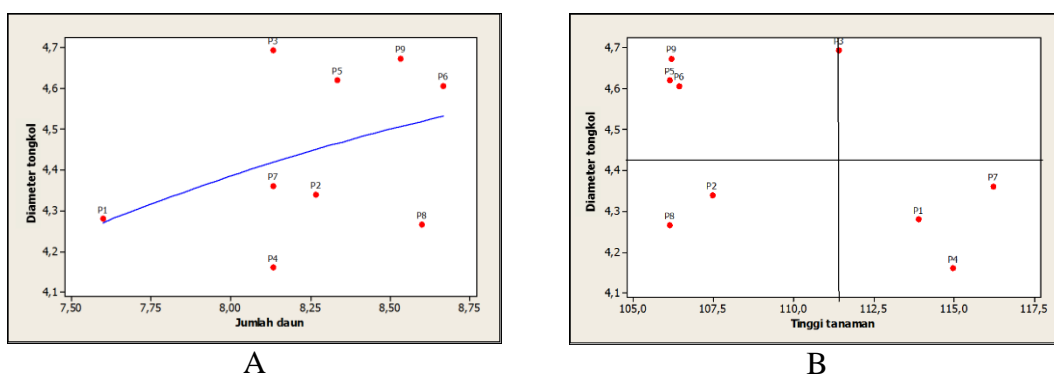 4,7
4,6
4,5
4,4
4,3
4,2
4,1
Diameter tongkol
P3
P9
P5
P6
P7
P2
P1
P8
P4
7,50 7,75 8,00 8,25 8,50 8,75
Jumlah daun
A
4,7
4,6
4,5
4,4
4,3
4,2
4,1
Diameter tongkol
P3
P9
P5 P6
P7
P2
P8
P1
P4
105,0 107,5 110,0 112,5 115,0 117,5
Tinggi tanaman
B